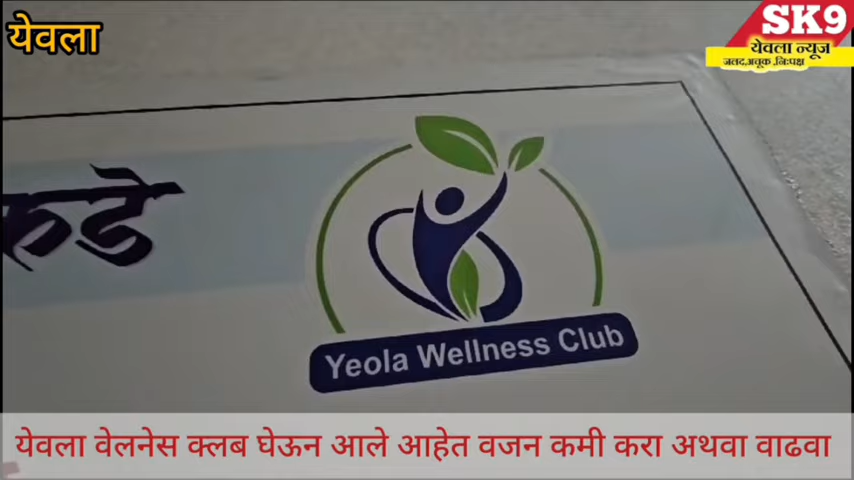 येवला
SK9
येवला न्यूज
जलद,अचूक,निःपक्ष
Yeola Wellness Club
येवला वेलनेस क्लब घेऊन आले आहेत वजन कमी करा अथवा वाढवा